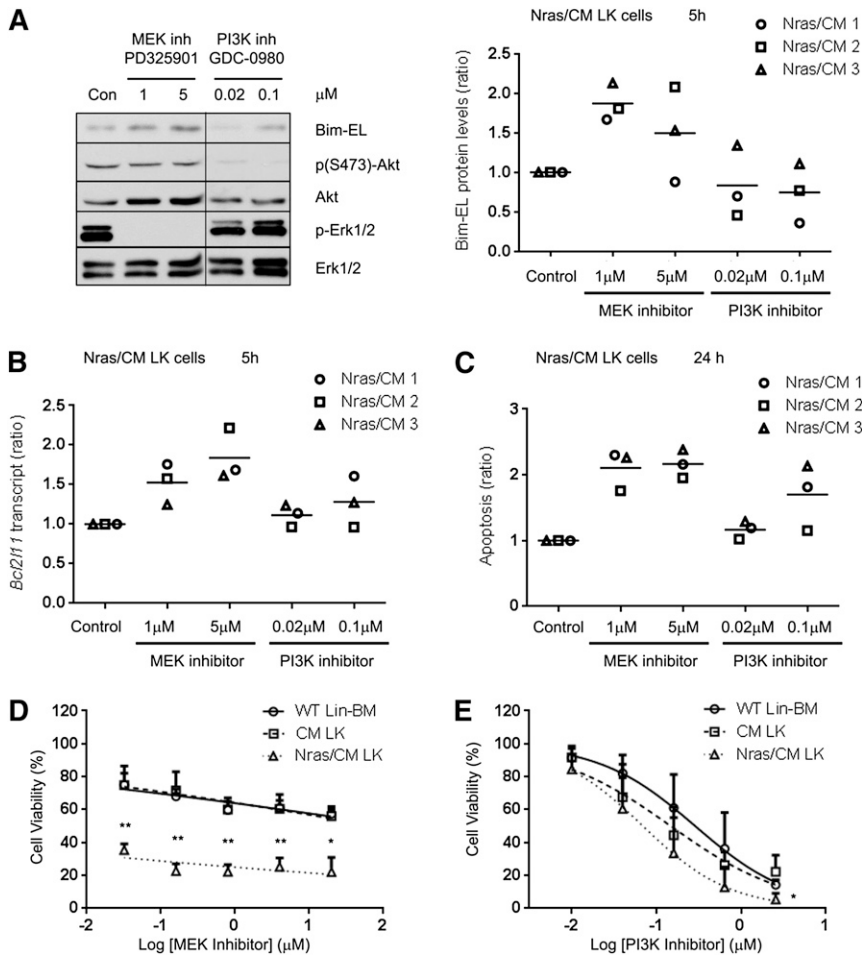 A
MEK inh PI3K inh
PD325901 GDC-0980
Con 1 5 0.02 0.1 μM
Bim-EL
p(S473)-Akt
Akt
p-Erk1/2
Erk1/2
Nras/CM LK cells 5h
Nras/CM 1
Nras/CM 2
Nras/CM 3
Bim-EL protein levels (ratio)
2.5
2.0
1.5
1.0
0.5
0.0
Control 1μM 5μM 0.02μM 0.1μM
MEK inhibitor PI3K inhibitor
B
Nras/CM LK cells 5h
Nras/CM 1
Nras/CM 2
Nras/CM 3
Bcl2l11 transcript (ratio)
2.5
2.0
1.5
1.0
0.5
0.0
Control 1μM 5μM 0.02μM 0.1μM
MEK inhibitor PI3K inhibitor
C
Nras/CM LK cells 24 h
Nras/CM 1
Nras/CM 2
Nras/CM 3
Apoptosis (ratio)
3
2
1
0
Control 1μM 5μM 0.02μM 0.1μM
MEK inhibitor PI3K inhibitor
D
WT Lin-BM
CM LK
Nras/CM LK
Cell Viability (%)
120
100
80
60
40
20
0
** ** ** ** *
-2 -1 0 1 2
Log [MEK Inhibitor] (μM)
E
WT Lin-BM
CM LK
Nras/CM LK
Cell Viability (%)
120
100
80
60
40
20
0
*
-2 -1 0 1
Log [PI3K Inhibitor] (μM)